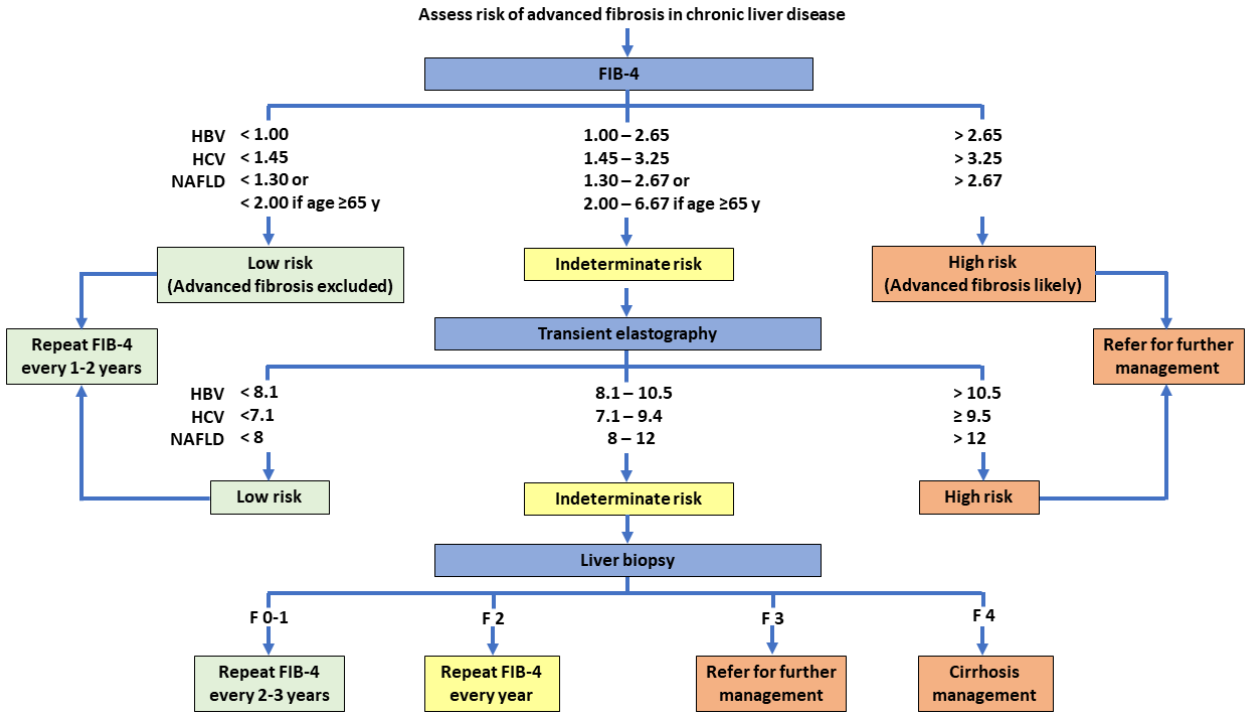 Assess risk of advanced fibrosis in chronic liver disease
FIB-4
HBV < 1.00 1.00 – 2.65 > 2.65
HCV < 1.45 1.45 – 3.25 > 3.25
NAFLD < 1.30 or 1.30 – 2.67 or > 2.67
< 2.00 if age ≥65 y 2.00 – 6.67 if age ≥65 y
Low risk
(Advanced fibrosis excluded)
Indeterminate risk
High risk
(Advanced fibrosis likely)
Repeat FIB-4
every 1-2 years
Transient elastography
Refer for further
management
HBV < 8.1 8.1 – 10.5 > 10.5
HCV <7.1 7.1 – 9.4 ≥ 9.5
NAFLD < 8 8 – 12 > 12
Low risk
Indeterminate risk
High risk
Liver biopsy
F 0-1 F 2 F 3 F 4
Repeat FIB-4
every 2-3 years
Repeat FIB-4
every year
Refer for further
management
Cirrhosis
management